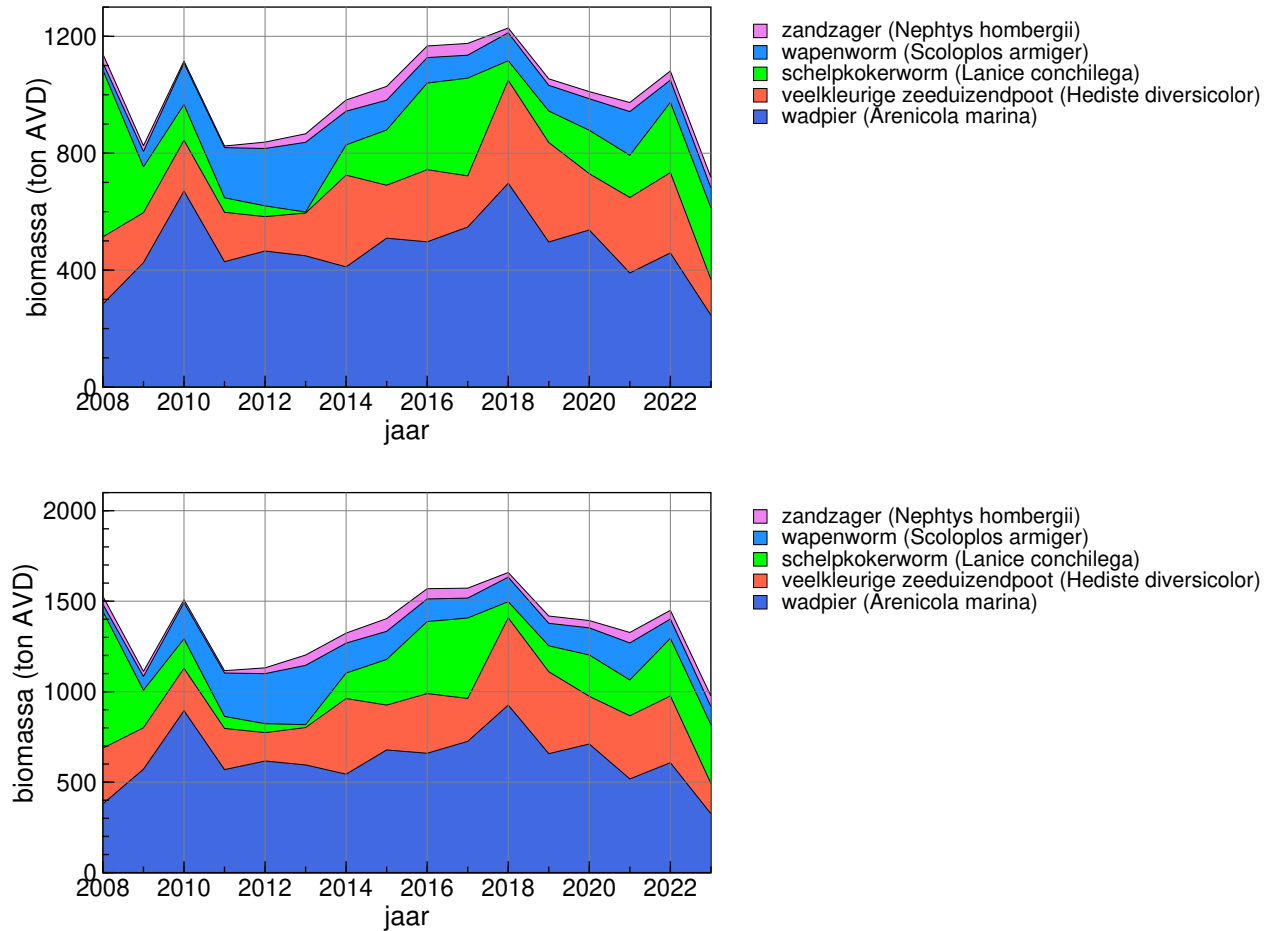 1200
800
400
0
biomassa (ton AVD)
2008 2010 2012 2014 2016 2018 2020 2022
jaar
zandzager (Nephtys hombergii)
wapenworm (Scoloplos armiger)
schelpkokerworm (Lanice conchilega)
veelkleurige zeeduizendpoot (Hediste diversicolor)
wadpier (Arenicola marina)
2000
1500
1000
500
0
biomassa (ton AVD)
2008 2010 2012 2014 2016 2018 2020 2022
jaar
zandzager (Nephtys hombergii)
wapenworm (Scoloplos armiger)
schelpkokerworm (Lanice conchilega)
veelkleurige zeeduizendpoot (Hediste diversicolor)
wadpier (Arenicola marina)